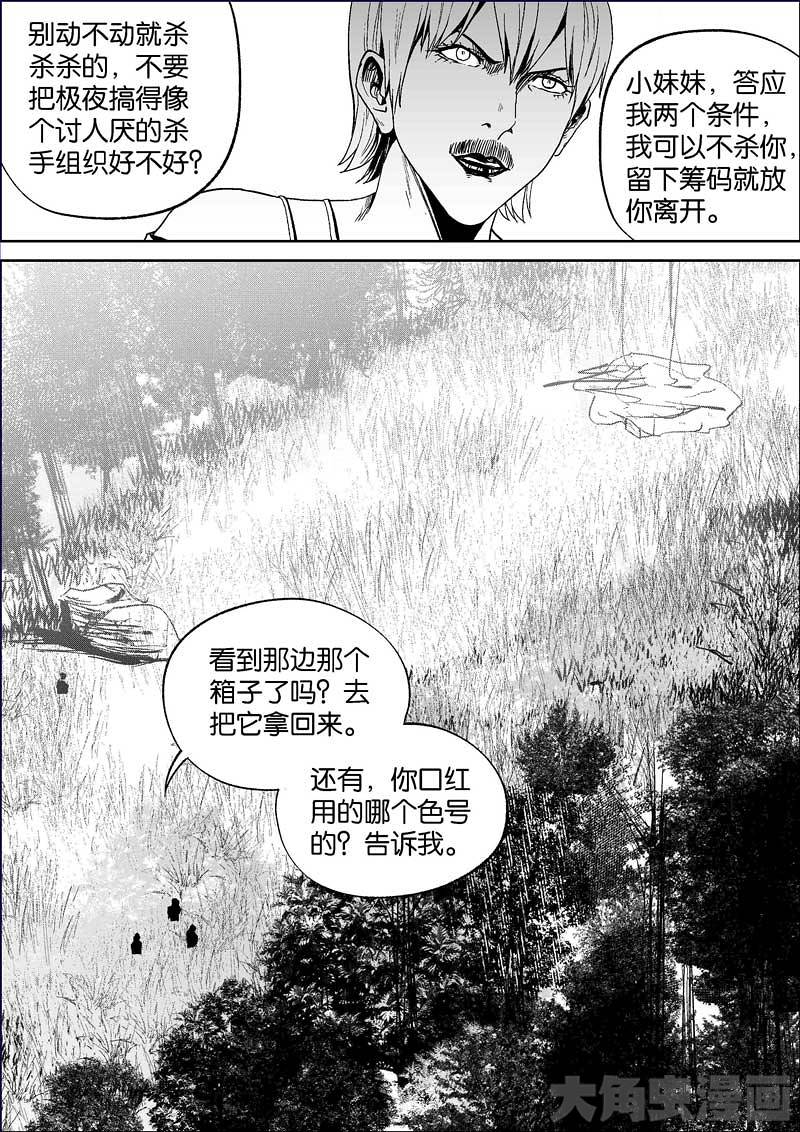 别动不动就杀
杀杀的，不要
把极夜搞得像
个讨人厌的杀
手组织好不好？
小妹妹，答应
我两个条件，
我可以不杀你，
留下筹码就放
你离开。
看到那边那个
箱子了吗？去
把它拿回来。
还有，你口红
用的哪个色号
的？告诉我。
大角虫漫画